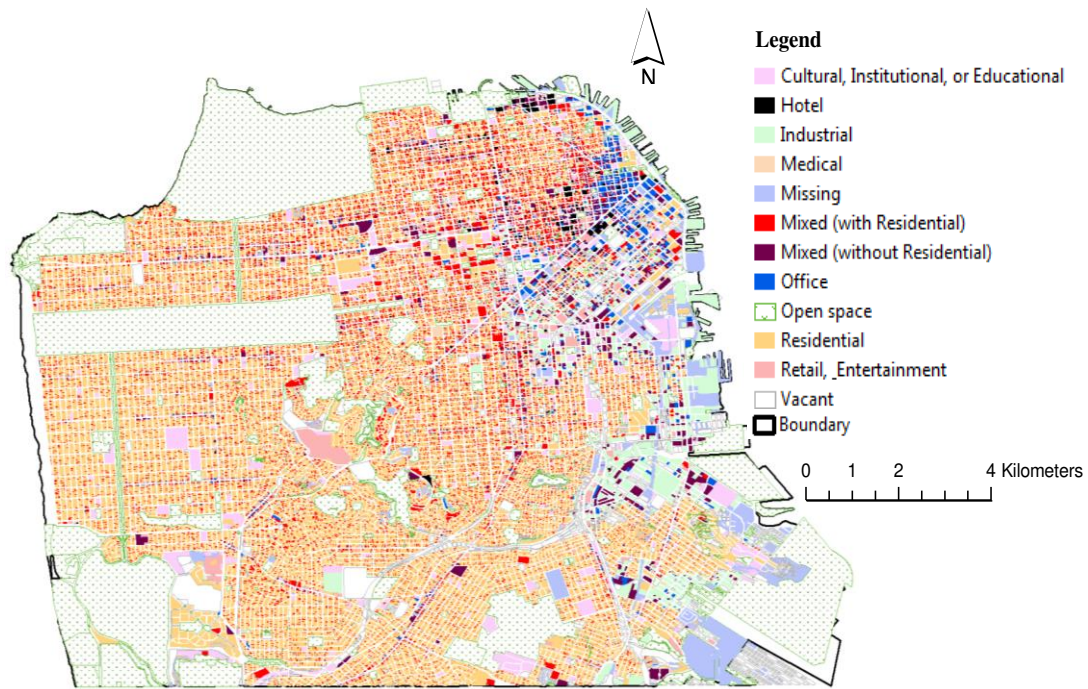 N
Legend
Cultural, Institutional, or Educational
Hotel
Industrial
Medical
Missing
Mixed (with Residential)
Mixed (without Residential)
Office
Open space
Residential
Retail, _Entertainment
Vacant
Boundary
0 1 2 4 Kilometers